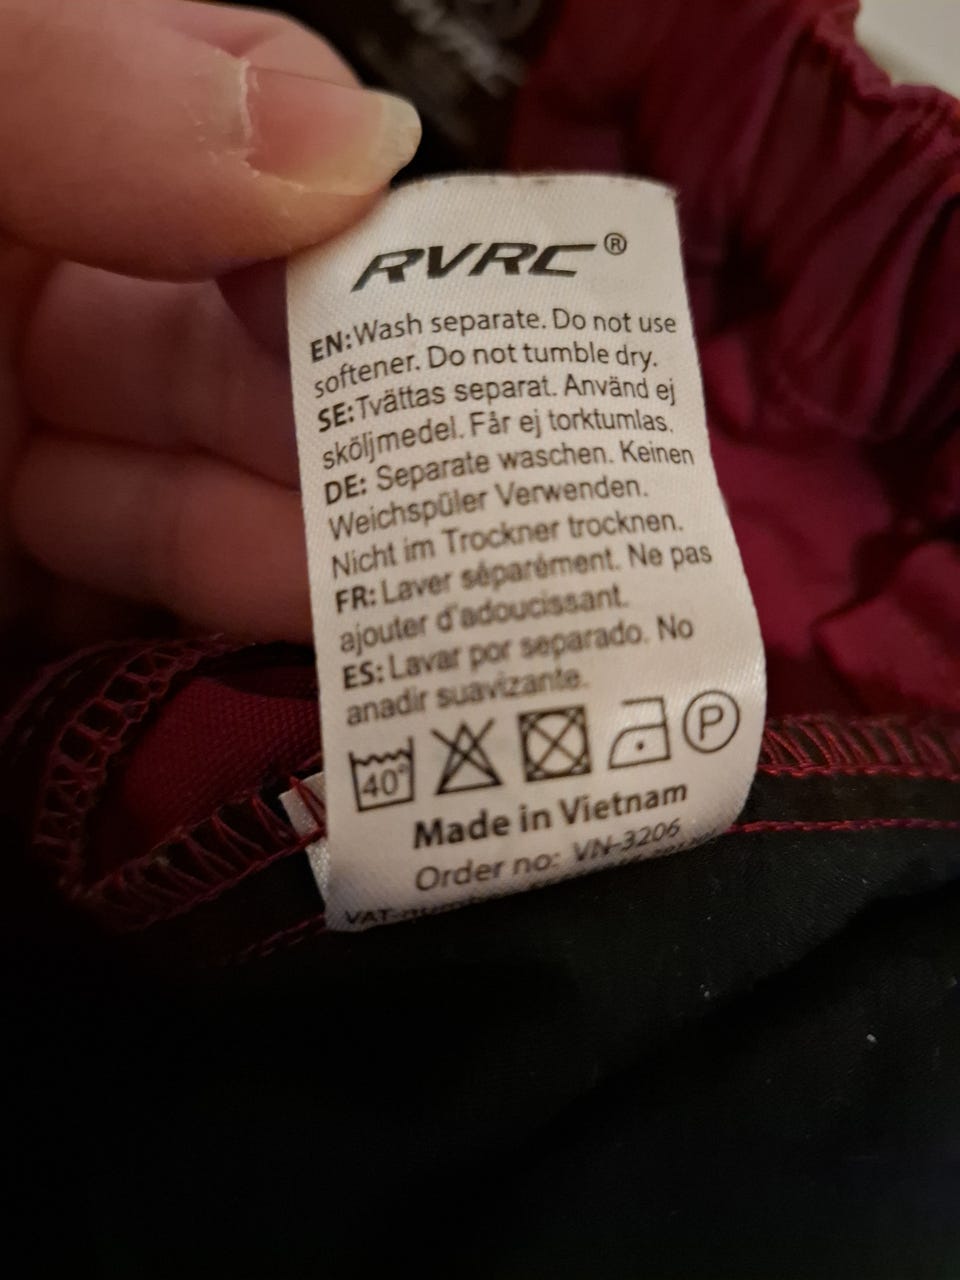 RVRC®
EN:Wash separate. Do not use
softener. Do not tumble dry.
SE:Tvättas separat. Använd ej
sköljmedel. Får ej torktumlas.
DE: Separate waschen. Keinen
Weichspüler Verwenden.
Nicht im Trockner trocknen.
FR: Laver séparément. Ne pas
ajouter d'adoucissant.
ES: Lavar por separado. No
anadir suavizante.
40° P
Made in Vietnam
Order no: VN-3206
VAT-number